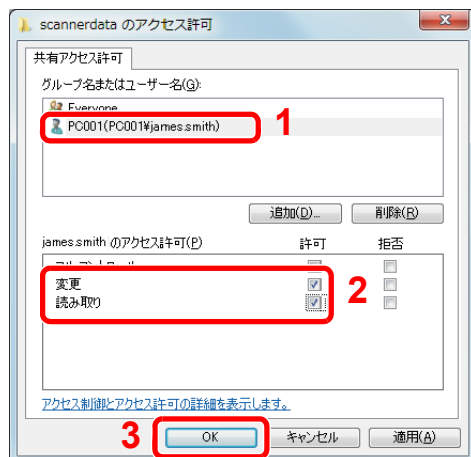 scannerdata のアクセス許可
共有アクセス許可
グループ名またはユーザー名(G):
Everyone
PC001(PC001¥james.smith)
1
追加(D)...
削除(R)
james.smith のアクセス許可(P)
許可
拒否
変更
読み取り
2
アクセス制御とアクセス許可の詳細を表示します。
3
OK
キャンセル
適用(A)